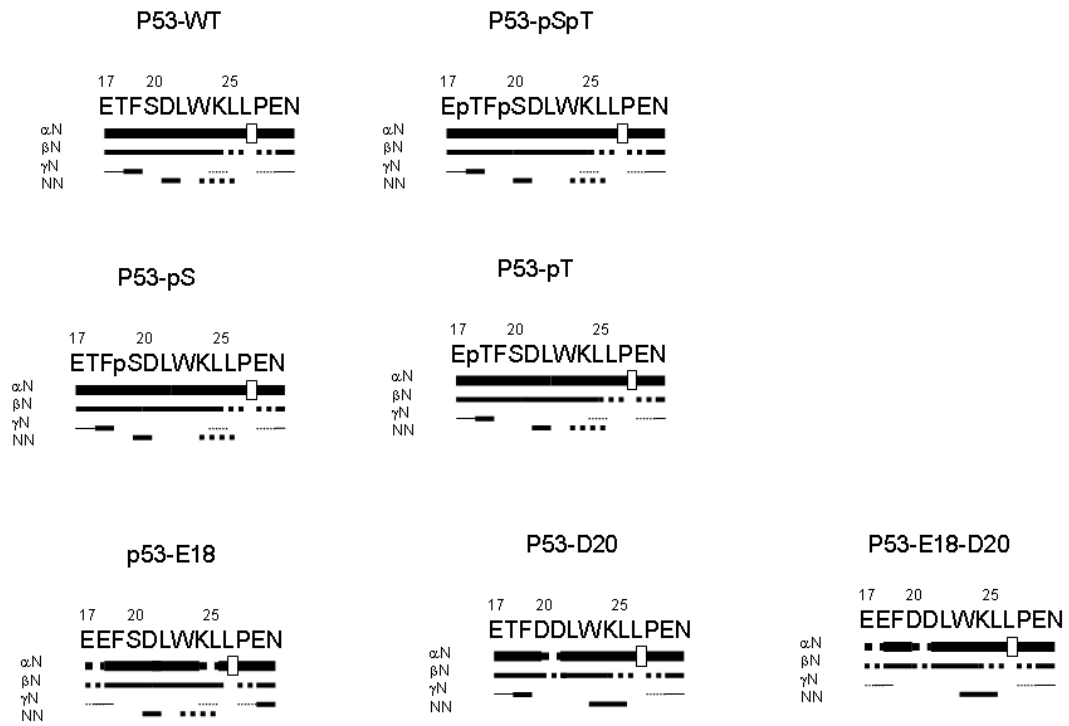 P53-WT
17 20 25
ETFSDLWKLLPEN
αN
βN
γN
NN
P53-pSpT
17 20 25
EpTFpSDLWKLLPEN
αN
βN
γN
NN
P53-pS
17 20 25
ETFpSDLWKLLPEN
αN
βN
γN
NN
P53-pT
17 20 25
EpTFSDLWKLLPEN
αN
βN
γN
NN
p53-E18
17 20 25
EEFSDLWKLLPEN
αN
βN
γN
NN
P53-D20
17 20 25
ETFDDLWKLLPEN
αN
βN
γN
NN
P53-E18-D20
17 20 25
EEFDDLWKLLPEN
αN
βN
γN
NN